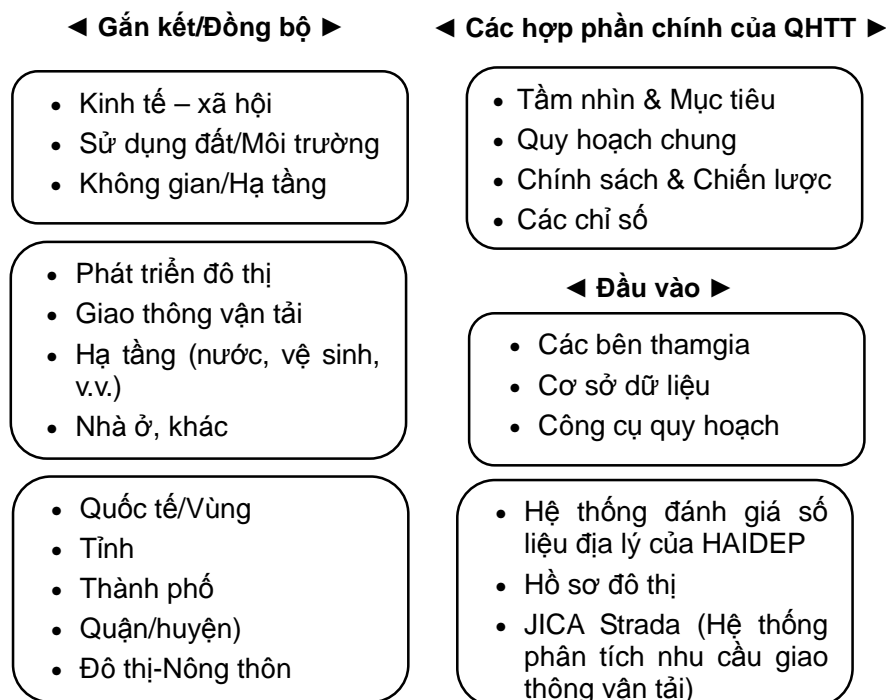 ◄ Gắn kết/Đồng bộ ►
• Kinh tế – xã hội
• Sử dụng đất/Môi trường
• Không gian/Hạ tầng
• Phát triển đô thị
• Giao thông vận tải
• Hạ tầng (nước, vệ sinh,
v.v.)
• Nhà ở, khác
• Quốc tế/Vùng
• Tỉnh
• Thành phố
• Quận/huyện)
• Đô thị-Nông thôn
◄ Các hợp phần chính của QHTT ►
• Tầm nhìn & Mục tiêu
• Quy hoạch chung
• Chính sách & Chiến lược
• Các chỉ số
◄ Đầu vào ►
• Các bên thamgia
• Cơ sở dữ liệu
• Công cụ quy hoạch
• Hệ thống đánh giá số
liệu địa lý của HAIDEP
• Hồ sơ đô thị
• JICA Strada (Hệ thống
phân tích nhu cầu giao
thông vận tải)